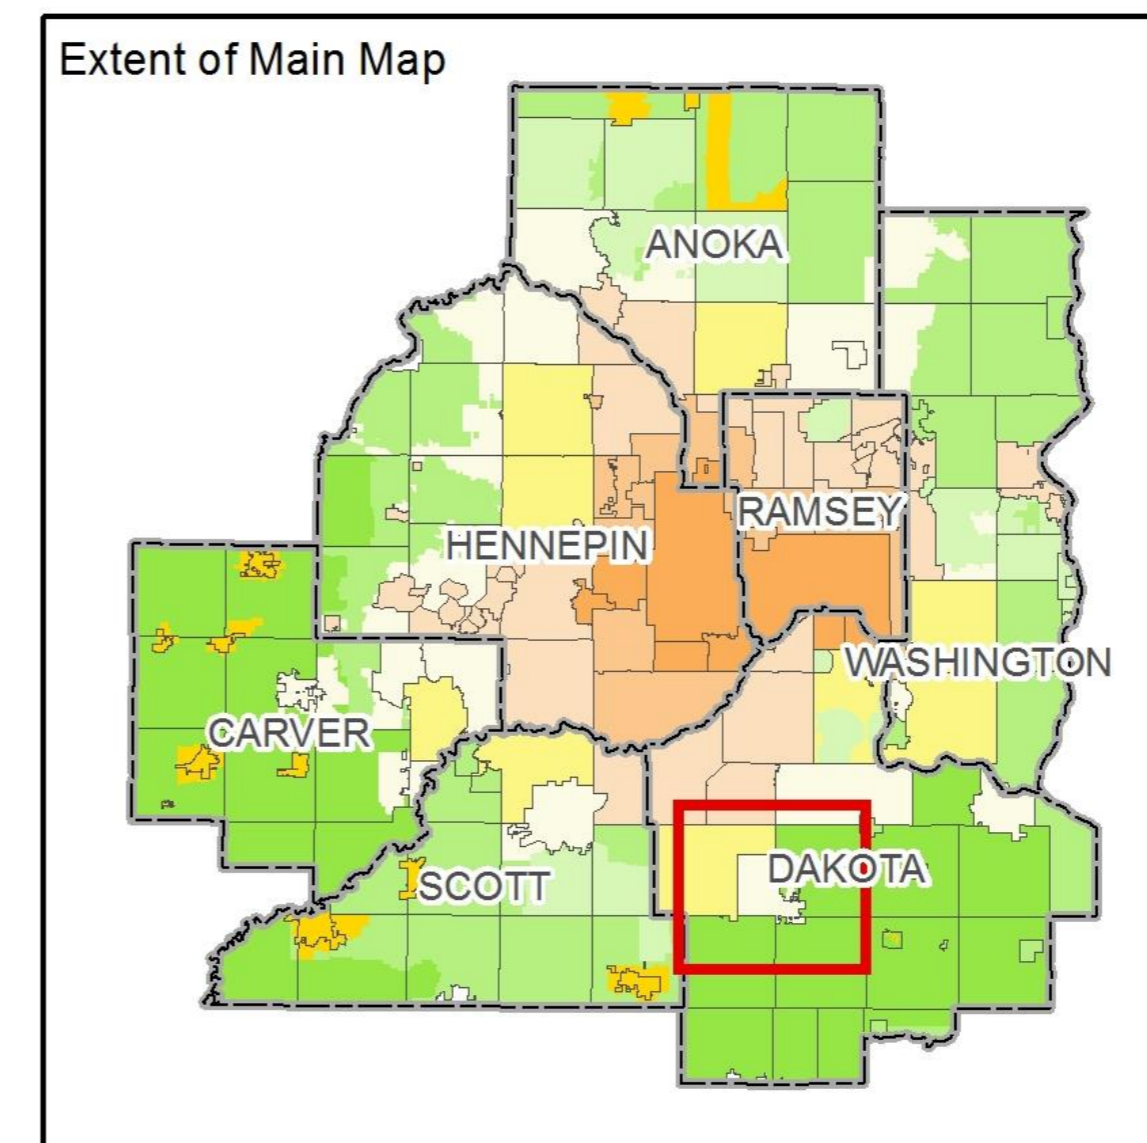 Extent of Main Map
ANOKA
RAMSEY
HENNEPIN
WASHINGTON
CARVER
DAKOTA
SCOTT